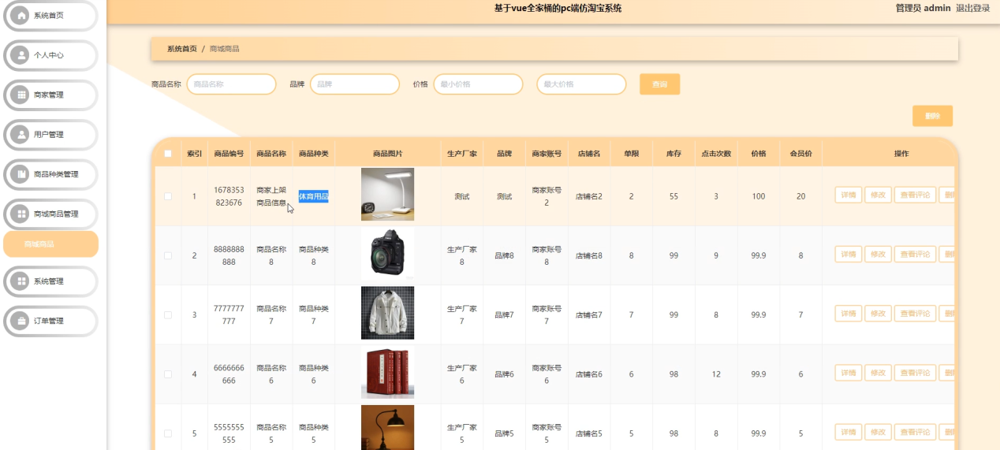 基于vue全家桶的pc端仿淘宝系统
管理员 admin 退出登录
系统首页
个人中心
商家管理
用户管理
商品种类管理
商城商品管理
商城商品
系统管理
订单管理
系统首页 / 商城商品
商品名称 商品名称 品牌 品牌 价格 最小价格 最大价格 查询
删除
索引 商品编号 商品名称 商品种类 商品图片 生产厂家 品牌 商家账号 店铺名 单限 库存 点击次数 价格 会员价 操作
1 1678353823676 商家上架商品信息 体育用品 测试 测试 商家账号2 店铺名2 2 55 3 100 20 详情 修改 查看评论
2 8888888888 商品名称8 商品种类8 生产厂家8 品牌8 商家账号8 店铺名8 8 99 9 99.9 8 详情 修改 查看评论
3 7777777777 商品名称7 商品种类7 生产厂家7 品牌7 商家账号7 店铺名7 7 99 8 99.9 7 详情 修改 查看评论
4 6666666666 商品名称6 商品种类6 生产厂家6 品牌6 商家账号6 店铺名6 6 98 12 99.9 6 详情 修改 查看评论
5 5555555555 商品名称5 商品种类5 生产厂家5 品牌5 商家账号5 店铺名5 5 98 8 99.9 5 详情 修改 查看评论